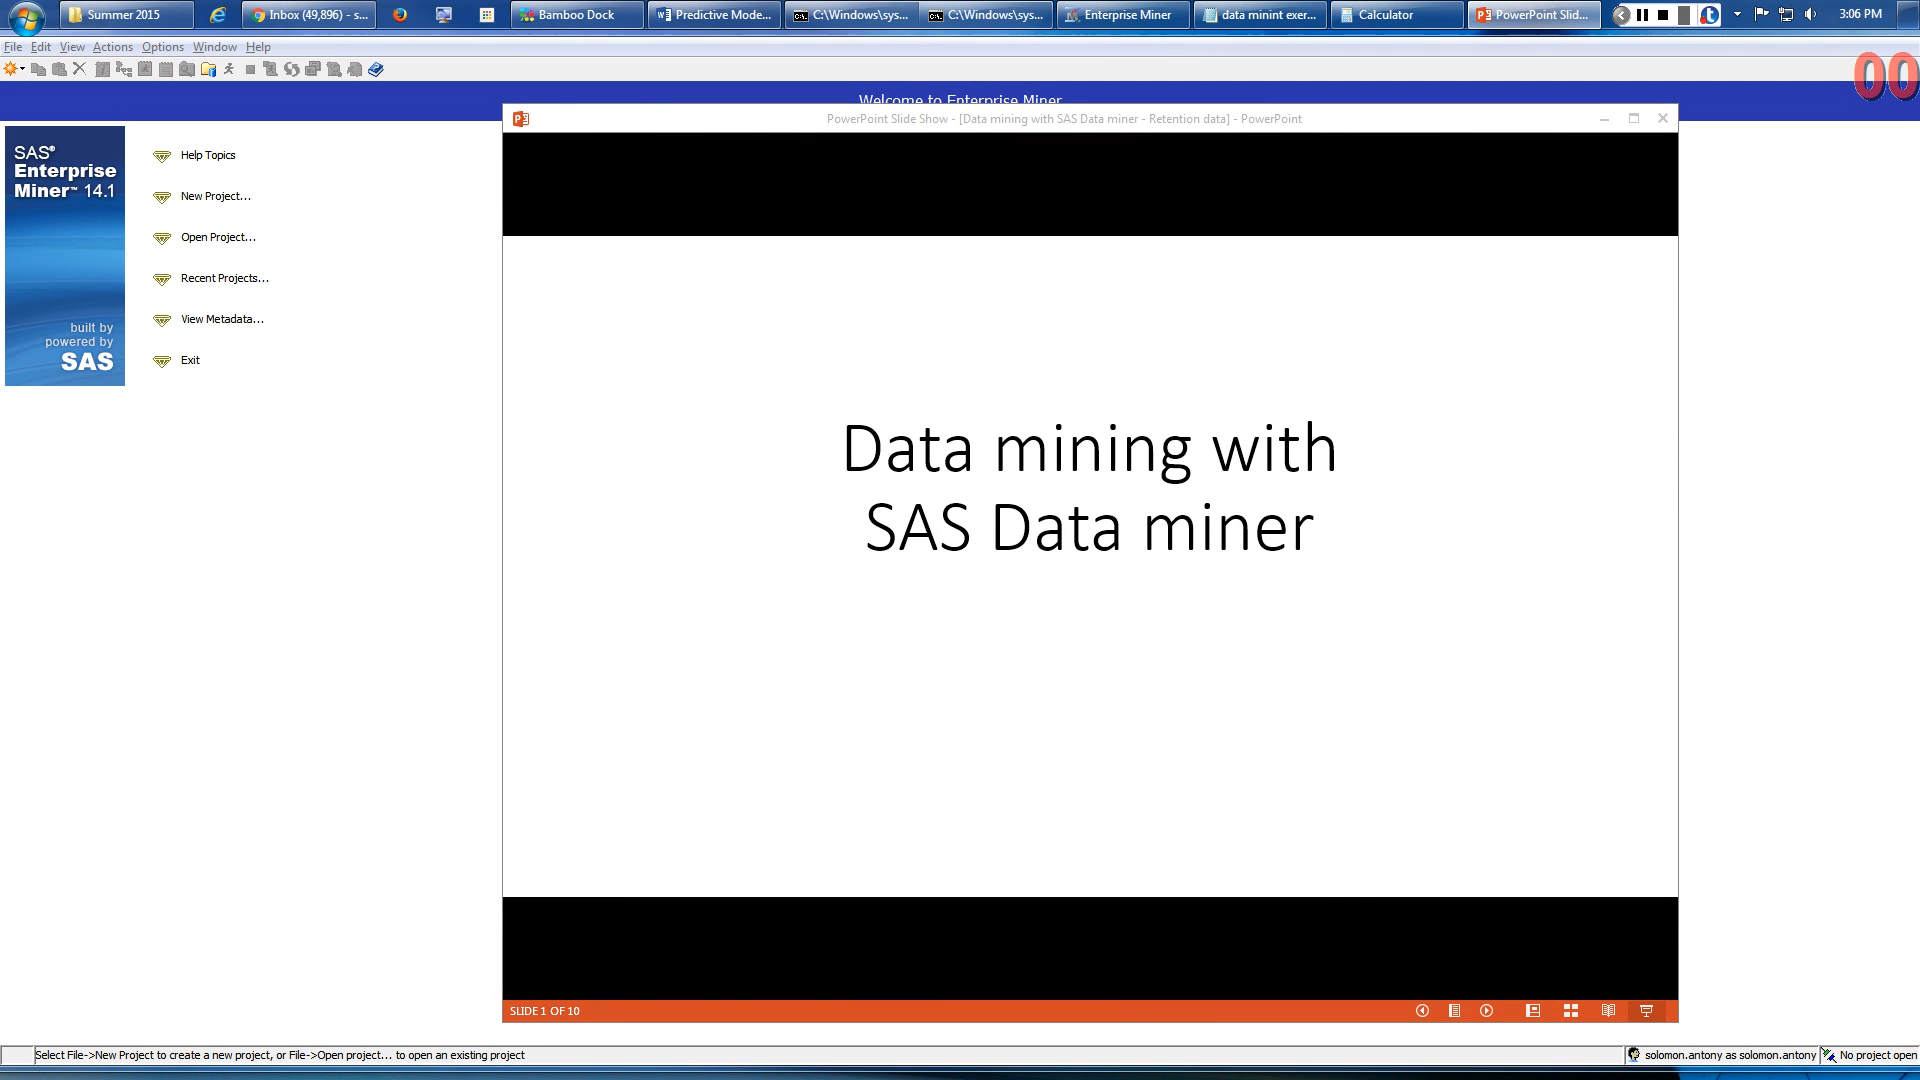 Summer 2015
Inbox (49,896) - s...
Bamboo Dock
Predictive Mode...
C:\Windows\sys...
C:\Windows\sys...
Enterprise Miner
data minint exer...
Calculator
PowerPoint Slid...
3:06 PM
File Edit View Actions Options Window Help
00
Welcome to Enterprise Miner
PowerPoint Slide Show - [Data mining with SAS Data miner - Retention data] - PowerPoint
SAS®
Enterprise
Miner™ 14.1
built by
powered by
SAS
Help Topics
New Project...
Open Project...
Recent Projects...
View Metadata...
Exit
Data mining with
SAS Data miner
SLIDE 1 OF 10
Select File->New Project to create a new project, or File->Open project... to open an existing project
solomon.antony as solomon.antony
No project open